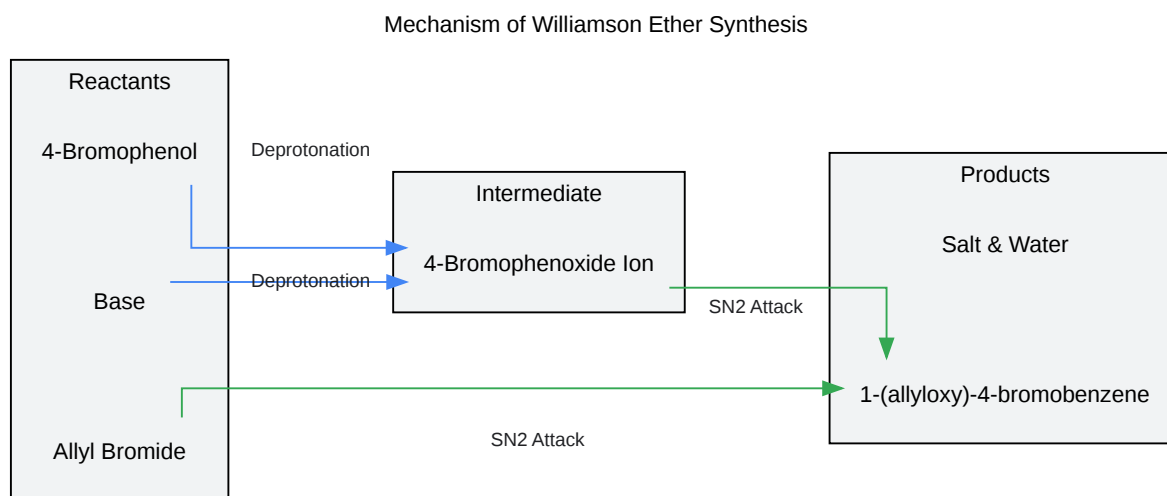 Mechanism of Williamson Ether Synthesis
Reactants
4-Bromophenol
Base
Allyl Bromide
Deprotonation
Deprotonation
Intermediate
4-Bromophenoxide Ion
SN2 Attack
SN2 Attack
Products
Salt & Water
1-(allyloxy)-4-bromobenzene